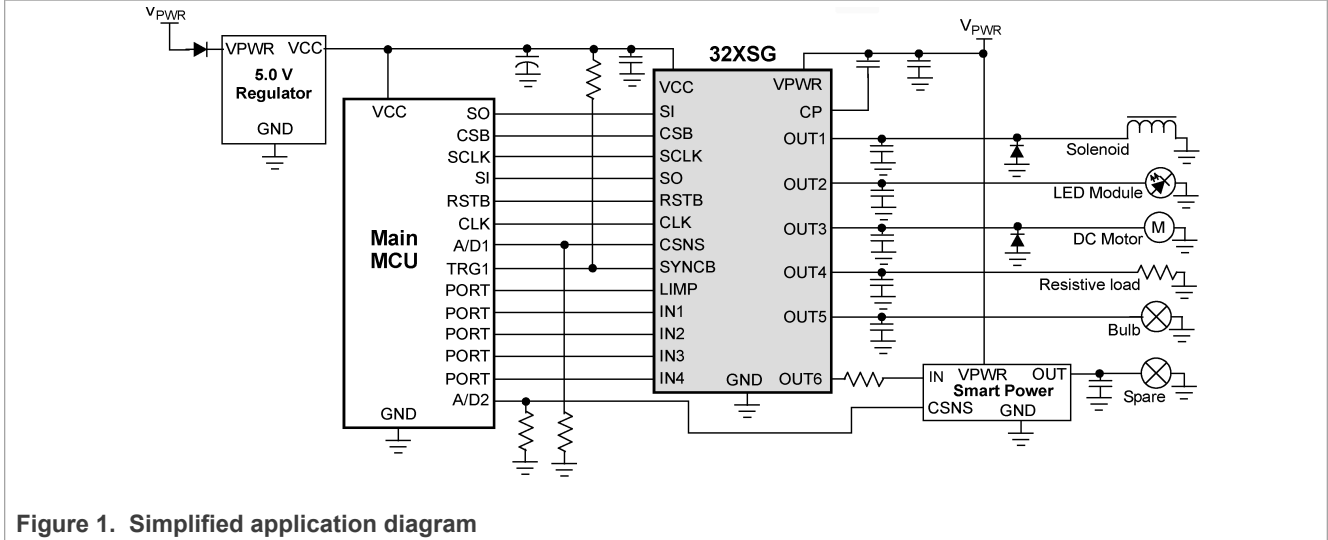 VPWR
VPWR
32XSG
VPWR VCC
5.0 V
Regulator
GND
VCC
SO
CSB
SCLK
SI
RSTB
CLK
A/D1
TRG1
PORT
PORT
PORT
PORT
PORT
A/D2
Main
MCU
GND
VCC
SI
CSB
SCLK
SO
RSTB
CLK
CSNS
SYNCB
LIMP
IN1
IN2
IN3
IN4
GND
VPWR
CP
OUT1
OUT2
OUT3
OUT4
OUT5
OUT6
Solenoid
LED Module
M
DC Motor
Resistive load
Bulb
IN VPWR OUT
Smart Power
CSNS GND
Spare
Figure 1. Simplified application diagram